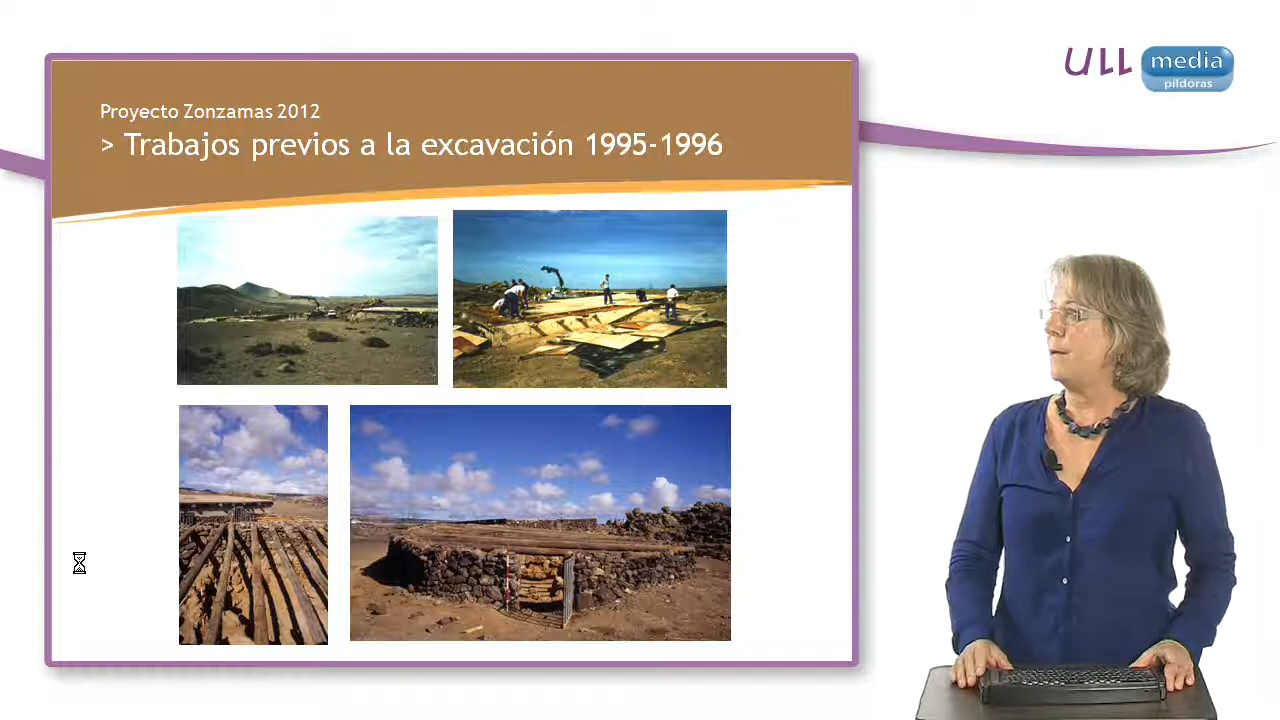 Proyecto Zonzamas 2012
> Trabajos previos a la excavación 1995-1996
ULL media
píldoras